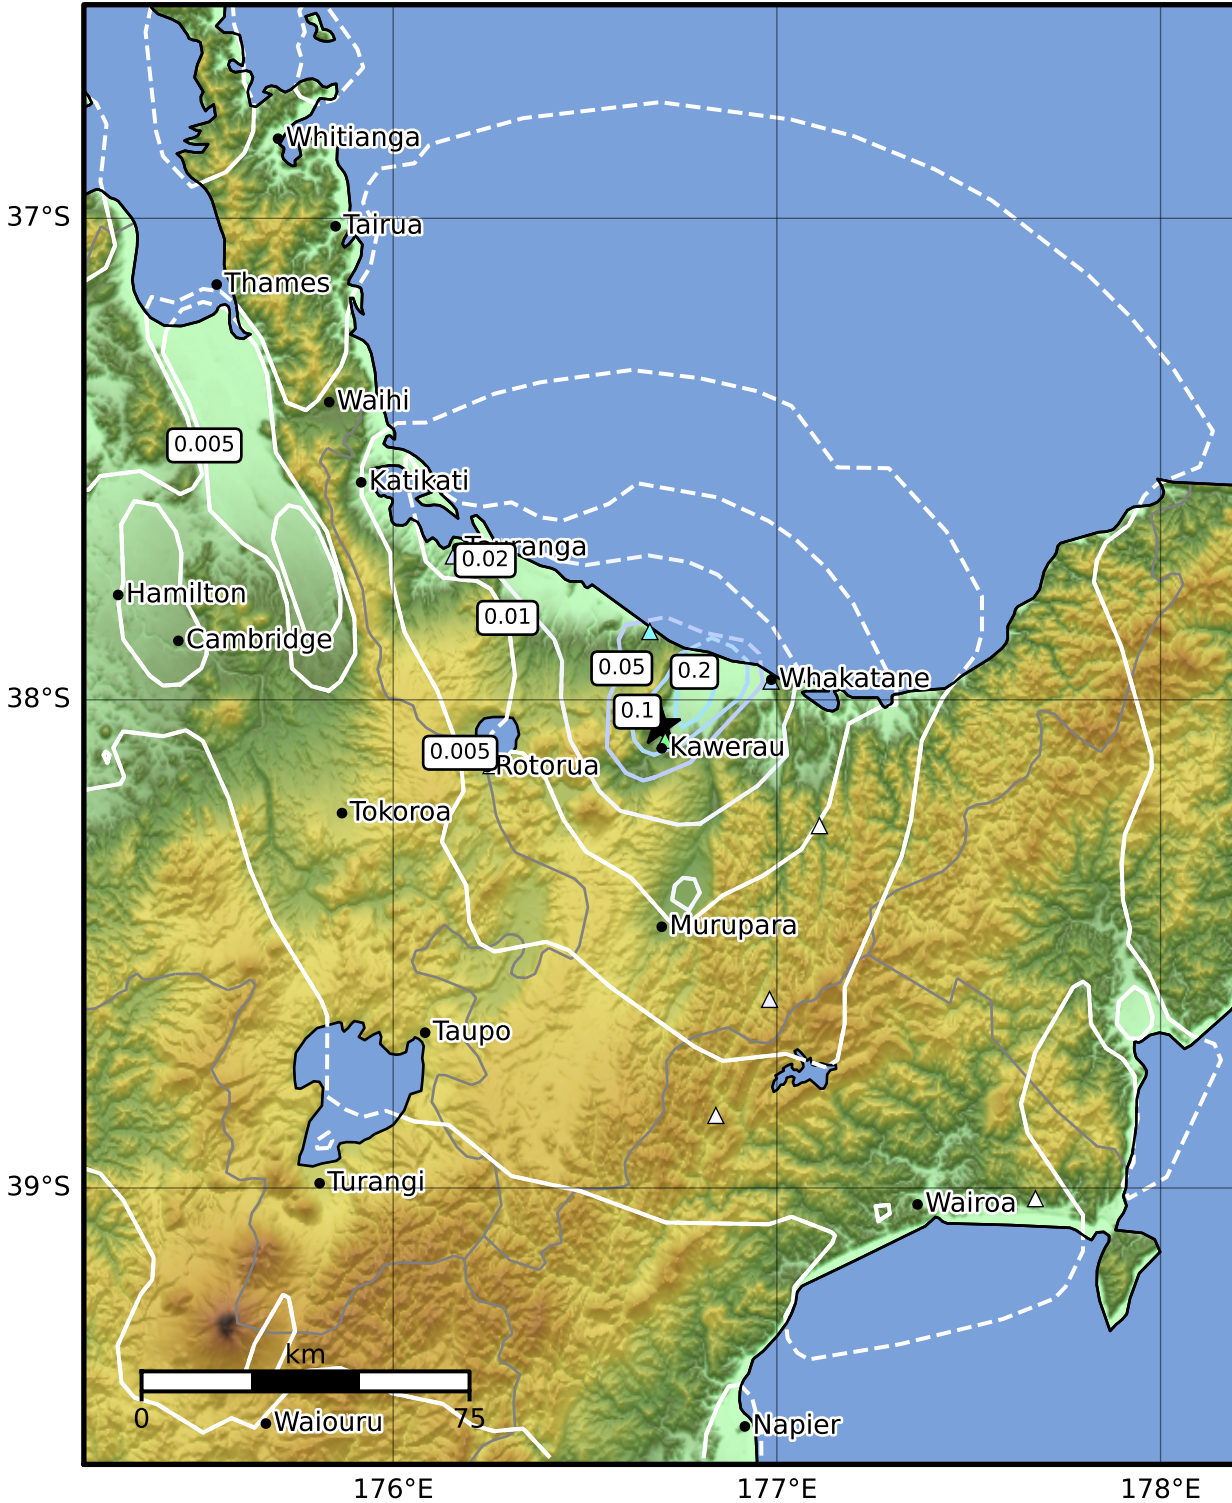 Whitianga
37°S
Tairua
Thames
Waihi
0.005
Katikati
Tauranga
0.02
Hamilton
0.01
Cambridge
0.05
0.2
Whakatane
38°S
0.1
Kawerau
0.005
Rotorua
Tokoroa
Murupara
Taupo
39°S
Turangi
Wairoa
km
0
75
Waiouru
Napier
176°E
177°E
178°E